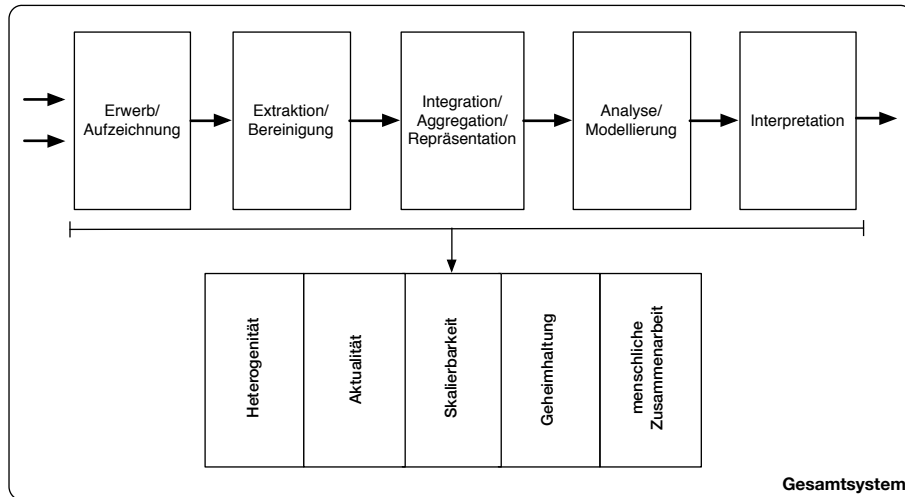 Erwerb/
Aufzeichnung
Extraktion/
Bereinigung
Integration/
Aggregation/
Repräsentation
Analyse/
Modellierung
Interpretation
Heterogenität
Aktualität
Skalierbarkeit
Geheimhaltung
menschliche
Zusammenarbeit
Gesamtsystem